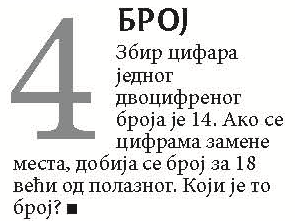 4 БРОЈ
Збир цифара
једног
двоцифреног
броја је 14. Ако се
цифрама замене
места, добија се број за 18
већи од полазног. Који је то
број? ■